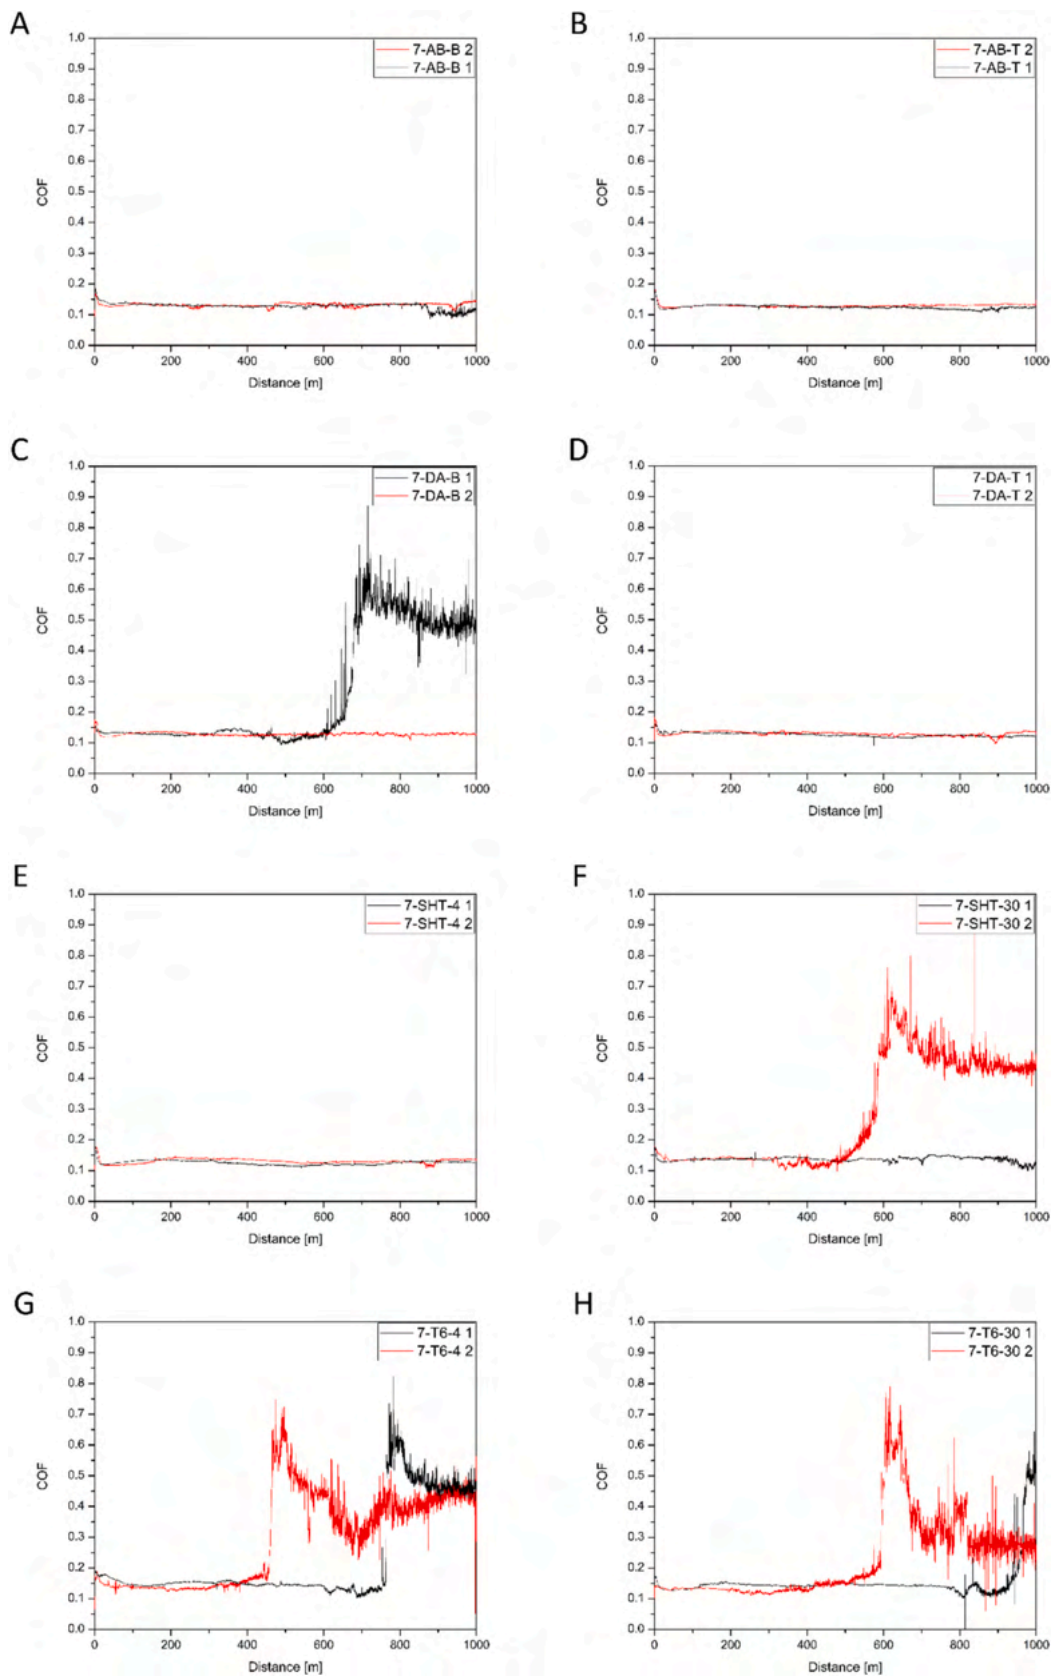 A
1.0
0.9
0.8
0.7
0.6
0.5
0.4
0.3
0.2
0.1
0.0
COF
7-AB-B 2
7-AB-B 1
0 200 400 600 800 1000
Distance [m]
B
1.0
0.9
0.8
0.7
0.6
0.5
0.4
0.3
0.2
0.1
0.0
COF
7-AB-T 2
7-AB-T 1
0 200 400 600 800 1000
Distance [m]
C
1.0
0.9
0.8
0.7
0.6
0.5
0.4
0.3
0.2
0.1
0.0
COF
7-DA-B 1
7-DA-B 2
0 200 400 600 800 1000
Distance [m]
D
1.0
0.9
0.8
0.7
0.6
0.5
0.4
0.3
0.2
0.1
0.0
COF
7-DA-T 1
7-DA-T 2
0 200 400 600 800 1000
Distance [m]
E
1.0
0.9
0.8
0.7
0.6
0.5
0.4
0.3
0.2
0.1
0.0
COF
7-SHT-4 1
7-SHT-4 2
0 200 400 600 800 1000
Distance [m]
F
1.0
0.9
0.8
0.7
0.6
0.5
0.4
0.3
0.2
0.1
0.0
COF
7-SHT-30 1
7-SHT-30 2
0 200 400 600 800 1000
Distance [m]
G
1.0
0.9
0.8
0.7
0.6
0.5
0.4
0.3
0.2
0.1
0.0
COF
7-T6-4 1
7-T6-4 2
0 200 400 600 800 1000
Distance [m]
H
1.0
0.9
0.8
0.7
0.6
0.5
0.4
0.3
0.2
0.1
0.0
COF
7-T6-30 1
7-T6-30 2
0 200 400 600 800 1000
Distance [m]